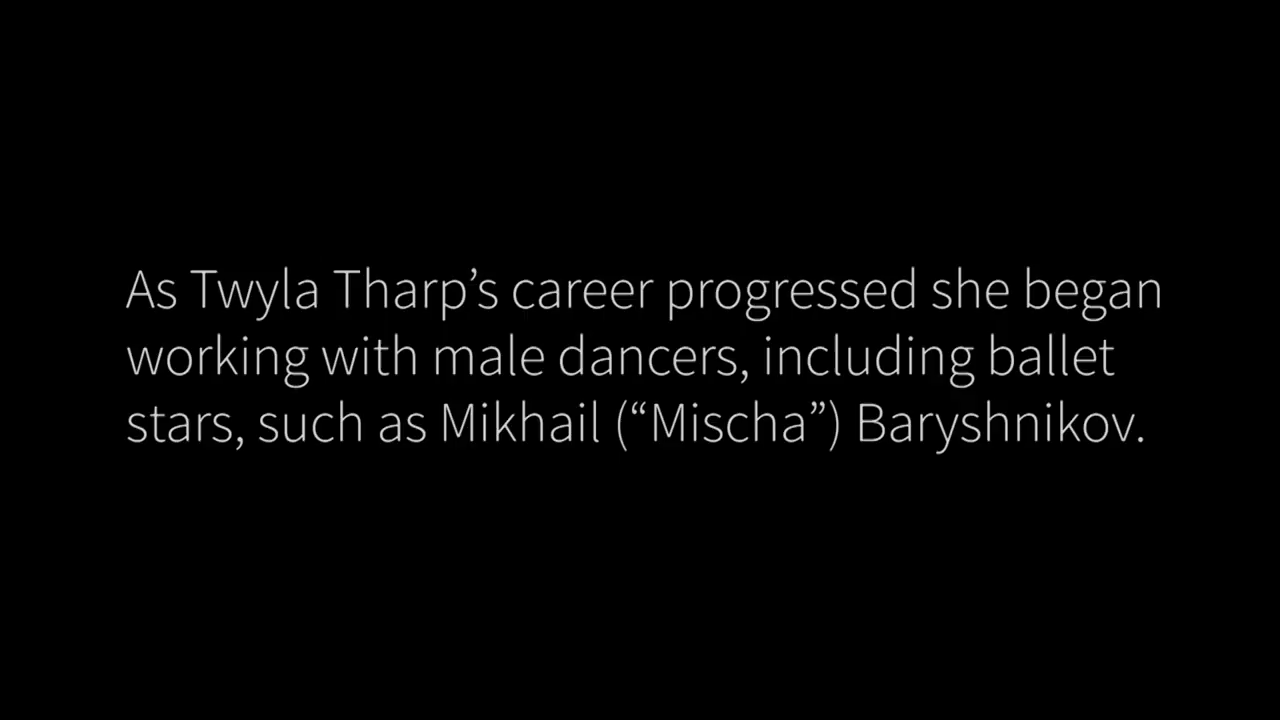 As Twyla Tharp’s career progressed she began
working with male dancers, including ballet
stars, such as Mikhail (“Mischa”) Baryshnikov.